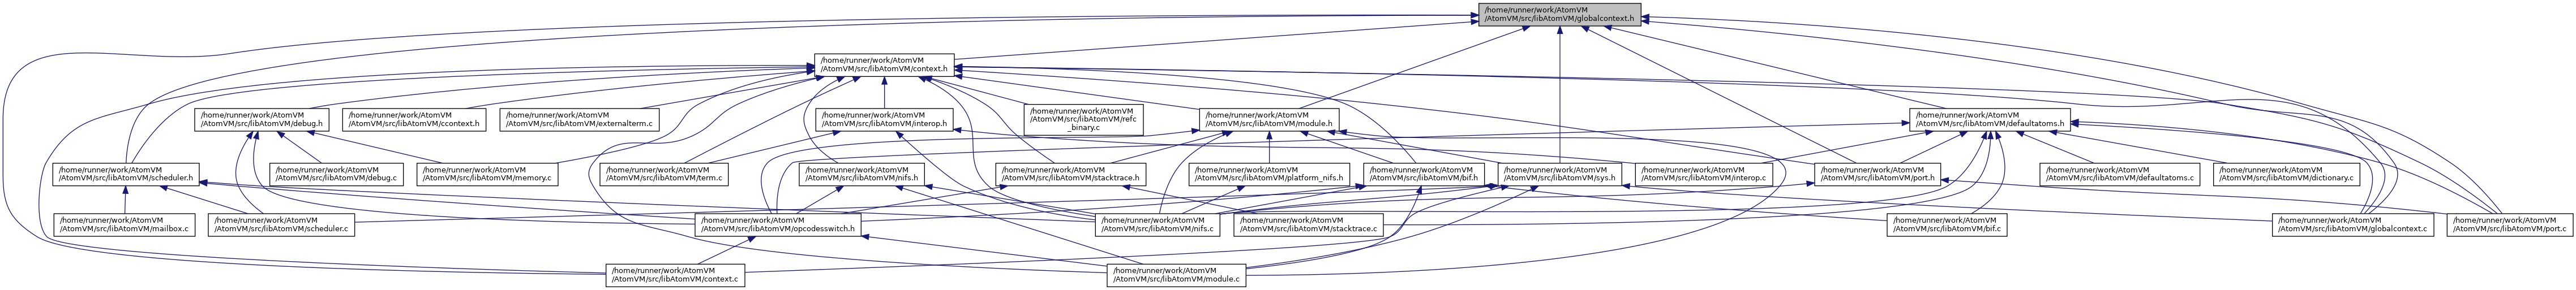 /home/runner/work/AtomVM
/AtomVM/src/libAtomVM/globalcontext.h
/home/runner/work/AtomVM
/AtomVM/src/libAtomVM/context.h
/home/runner/work/AtomVM
/AtomVM/src/libAtomVM/debug.h
/home/runner/work/AtomVM
/AtomVM/src/libAtomVM/ccontext.h
/home/runner/work/AtomVM
/AtomVM/src/libAtomVM/externalterm.c
/home/runner/work/AtomVM
/AtomVM/src/libAtomVM/interop.h
/home/runner/work/AtomVM
/AtomVM/src/libAtomVM/refc
_binary.c
/home/runner/work/AtomVM
/AtomVM/src/libAtomVM/module.h
/home/runner/work/AtomVM
/AtomVM/src/libAtomVM/defaultatoms.h
/home/runner/work/AtomVM
/AtomVM/src/libAtomVM/scheduler.h
/home/runner/work/AtomVM
/AtomVM/src/libAtomVM/debug.c
/home/runner/work/AtomVM
/AtomVM/src/libAtomVM/memory.c
/home/runner/work/AtomVM
/AtomVM/src/libAtomVM/term.c
/home/runner/work/AtomVM
/AtomVM/src/libAtomVM/nifs.h
/home/runner/work/AtomVM
/AtomVM/src/libAtomVM/stacktrace.h
/home/runner/work/AtomVM
/AtomVM/src/libAtomVM/platform_nifs.h
/home/runner/work/AtomVM
/AtomVM/src/libAtomVM/bif.h
/home/runner/work/AtomVM
/AtomVM/src/libAtomVM/sys.h
/home/runner/work/AtomVM
/AtomVM/src/libAtomVM/interop.c
/home/runner/work/AtomVM
/AtomVM/src/libAtomVM/port.h
/home/runner/work/AtomVM
/AtomVM/src/libAtomVM/defaultatoms.c
/home/runner/work/AtomVM
/AtomVM/src/libAtomVM/dictionary.c
/home/runner/work/AtomVM
/AtomVM/src/libAtomVM/mailbox.c
/home/runner/work/AtomVM
/AtomVM/src/libAtomVM/scheduler.c
/home/runner/work/AtomVM
/AtomVM/src/libAtomVM/opcodesswitch.h
/home/runner/work/AtomVM
/AtomVM/src/libAtomVM/nifs.c
/home/runner/work/AtomVM
/AtomVM/src/libAtomVM/stacktrace.c
/home/runner/work/AtomVM
/AtomVM/src/libAtomVM/bif.c
/home/runner/work/AtomVM
/AtomVM/src/libAtomVM/globalcontext.c
/home/runner/work/AtomVM
/AtomVM/src/libAtomVM/port.c
/home/runner/work/AtomVM
/AtomVM/src/libAtomVM/context.c
/home/runner/work/AtomVM
/AtomVM/src/libAtomVM/module.c